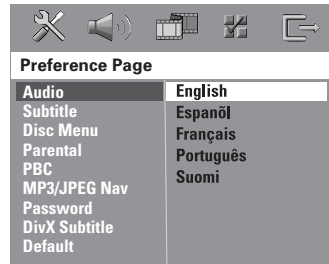 Preference Page
Audio
Subtitle
Disc Menu
Parental
PBC
MP3/JPEG Nav
Password
DivX Subtitle
Default
English
Espanõl
Français
Português
Suomi